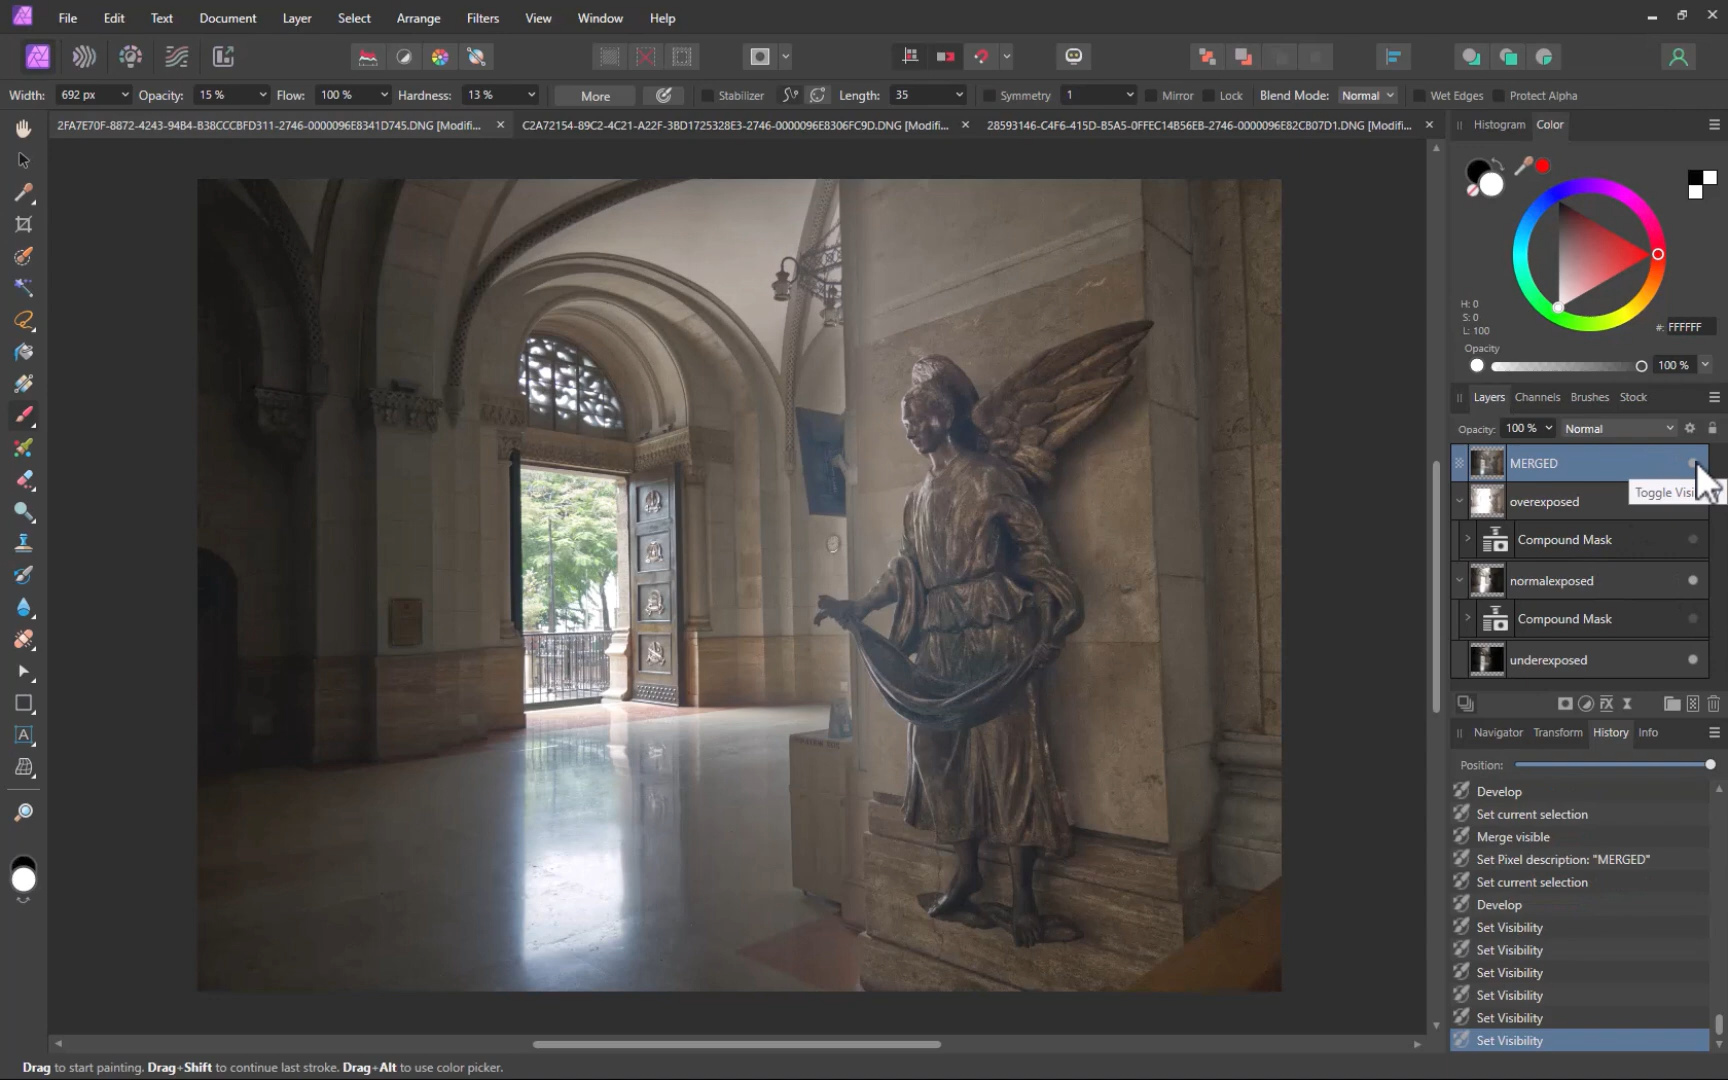 File Edit Text Document Layer Select Arrange Filters View Window Help
Width: 692 px Opacity: 15 % Flow: 100 % Hardness: 13 % More Stabilizer Length: 35 Symmetry 1 Mirror Lock Blend Mode: Normal Wet Edges Protect Alpha
2FA7E70F-8872-4243-94B4-B38CCCBFD311-2746-0000096E8341D745.DNG [Modifi... C2A72154-89C2-4C21-A22F-3BD1725328E3-2746-0000096E8306FC9D.DNG [Modifi... 28593146-C4F6-415D-B5A5-0FFEC14B56EB-2746-0000096E82CB07D1.DNG [Modifi...
Histogram Color
H: 0
S: 0
L: 100
#: FFFFFF
Opacity
100 %
Layers Channels Brushes Stock
Opacity: 100 % Normal
MERGED
Toggle Visi
overexposed
Compound Mask
normalexposed
Compound Mask
underexposed
Navigator Transform History Info
Position:
Develop
Set current selection
Merge visible
Set Pixel description: "MERGED"
Set current selection
Develop
Set Visibility
Set Visibility
Set Visibility
Set Visibility
Set Visibility
Set Visibility
Drag to start painting. Drag+Shift to continue last stroke. Drag+Alt to use color picker.